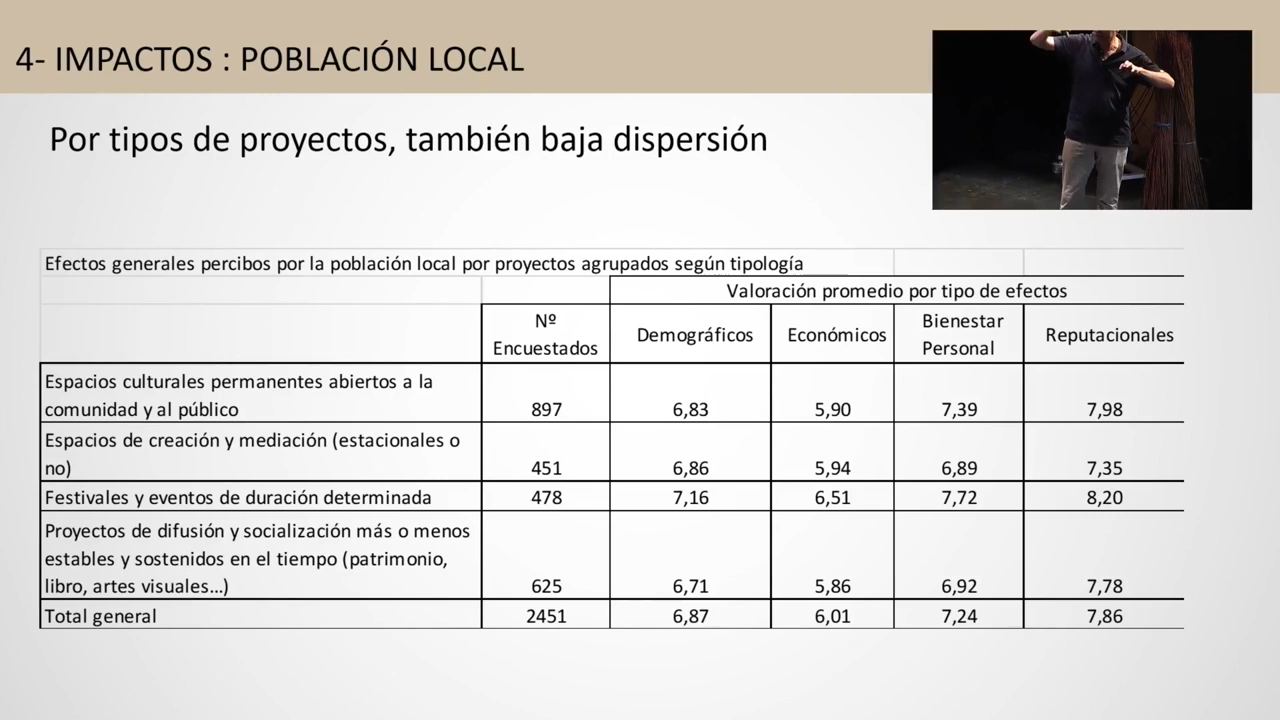 4- IMPACTOS : POBLACIÓN LOCAL
Por tipos de proyectos, también baja dispersión
Efectos generales percibos por la población local por proyectos agrupados según tipología
Valoración promedio por tipo de efectos
Nº Encuestados Demográficos Económicos Bienestar Personal Reputacionales
Espacios culturales permanentes abiertos a la
comunidad y al público 897 6,83 5,90 7,39 7,98
Espacios de creación y mediación (estacionales o
no) 451 6,86 5,94 6,89 7,35
Festivales y eventos de duración determinada 478 7,16 6,51 7,72 8,20
Proyectos de difusión y socialización más o menos
estables y sostenidos en el tiempo (patrimonio,
libro, artes visuales...) 625 6,71 5,86 6,92 7,78
Total general 2451 6,87 6,01 7,24 7,86